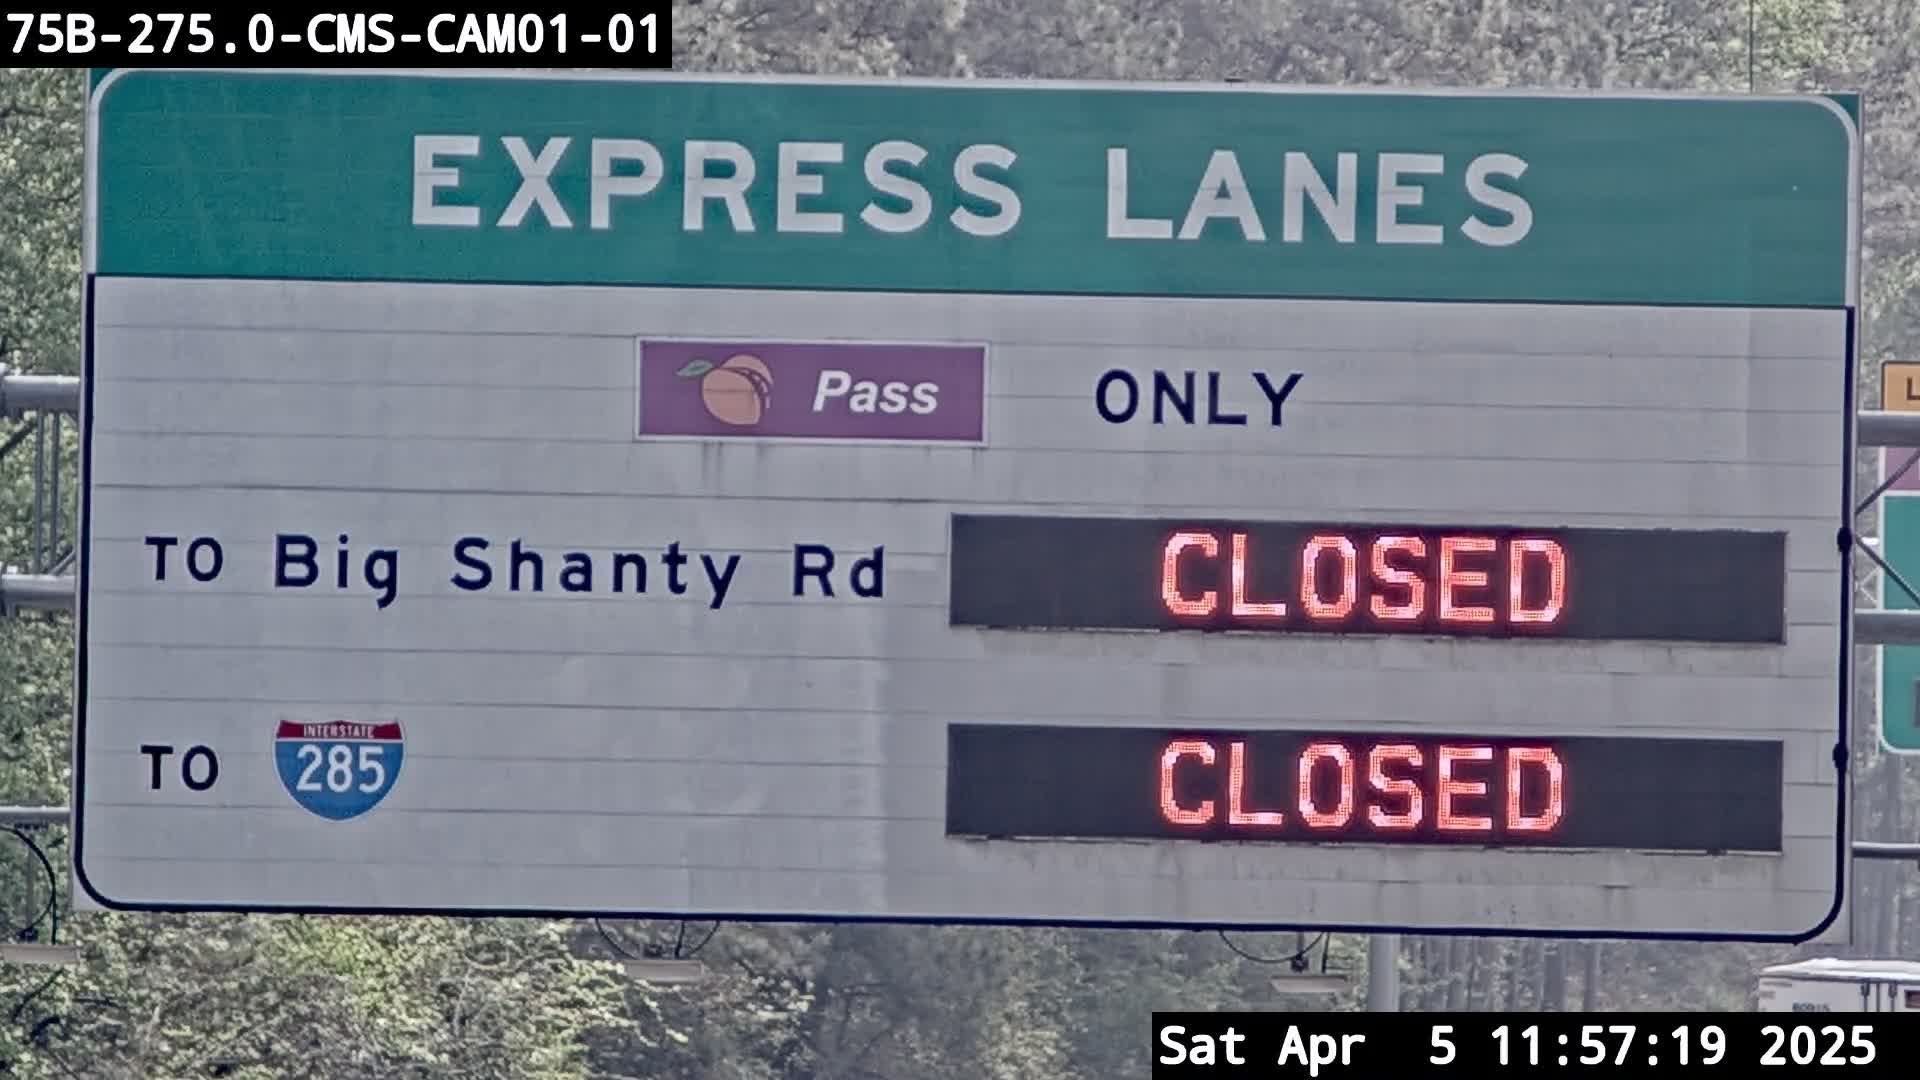 75B-275.0-CMS-CAM01-01
EXPRESS LANES
Pass ONLY
TO Big Shanty Rd CLOSED
TO INTERSTATE 285 CLOSED
Sat Apr 5 11:57:19 2025